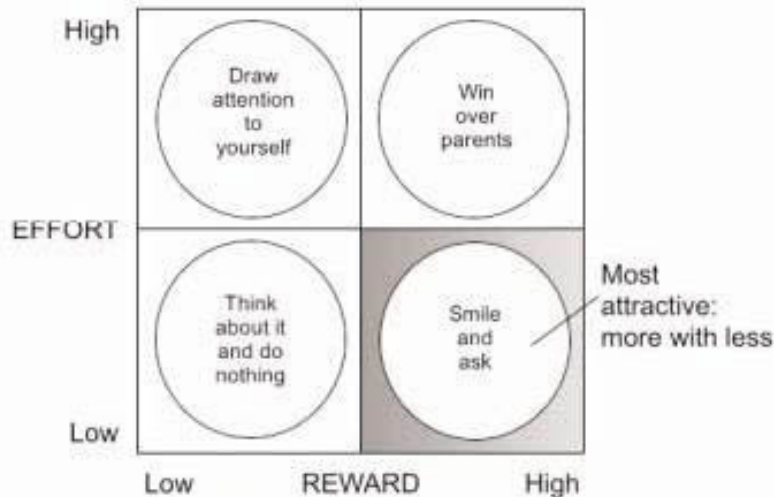 High
Draw
attention
to
yourself
Win
over
parents
EFFORT
Think
about it
and do
nothing
Smile
and
ask
Most
attractive:
more with less
Low
Low
REWARD
High